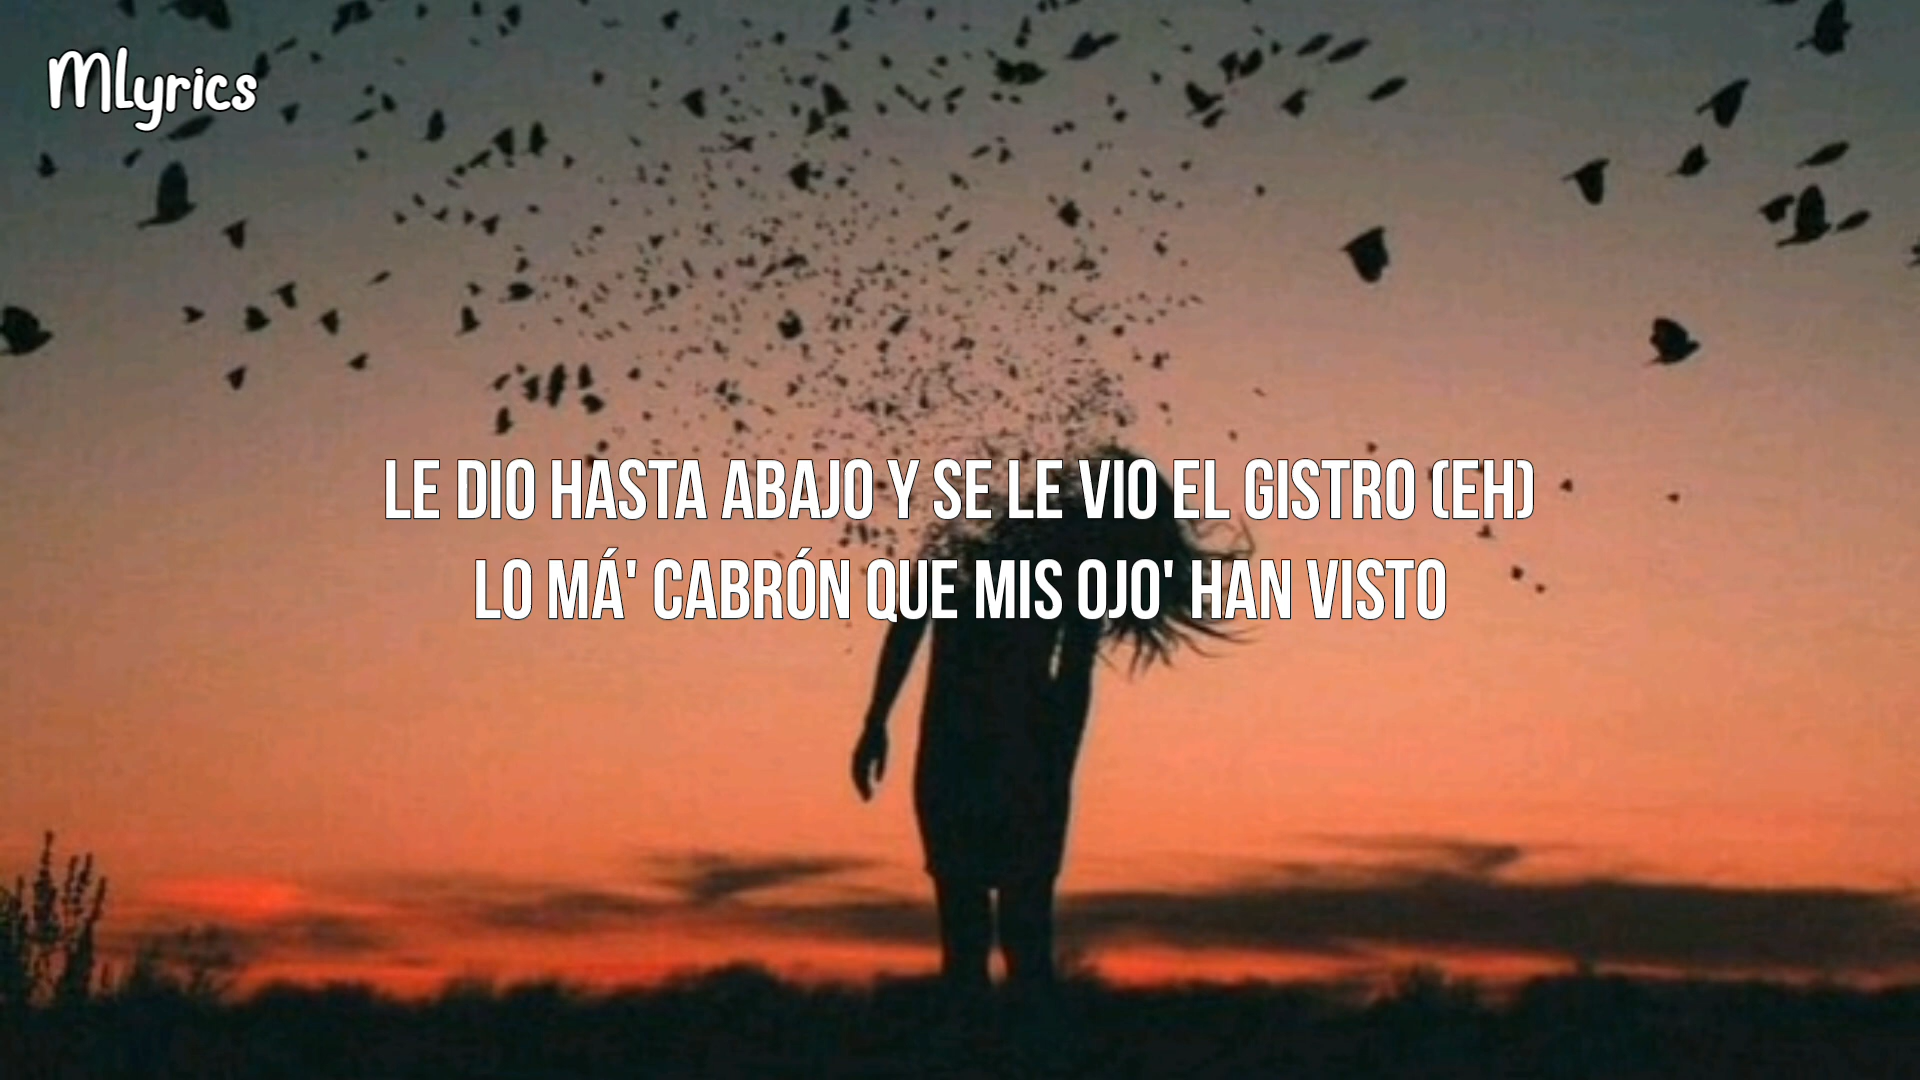 MLyrics
LE DIO HASTA ABAJO Y SE LE VIO EL GISTRO (EH)
LO MÁ' CABRÓN QUE MIS OJO' HAN VISTO